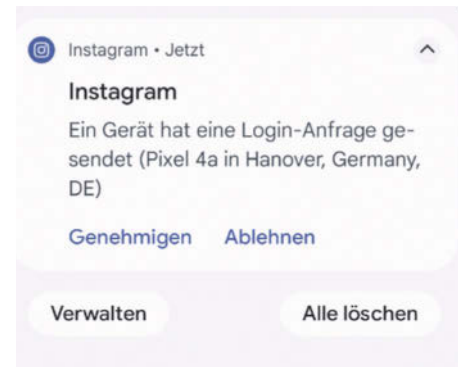 Instagram • Jetzt
Instagram
Ein Gerät hat eine Login-Anfrage ge-
sendet (Pixel 4a in Hanover, Germany,
DE)
Genehmigen Ablehnen
Verwalten Alle löschen